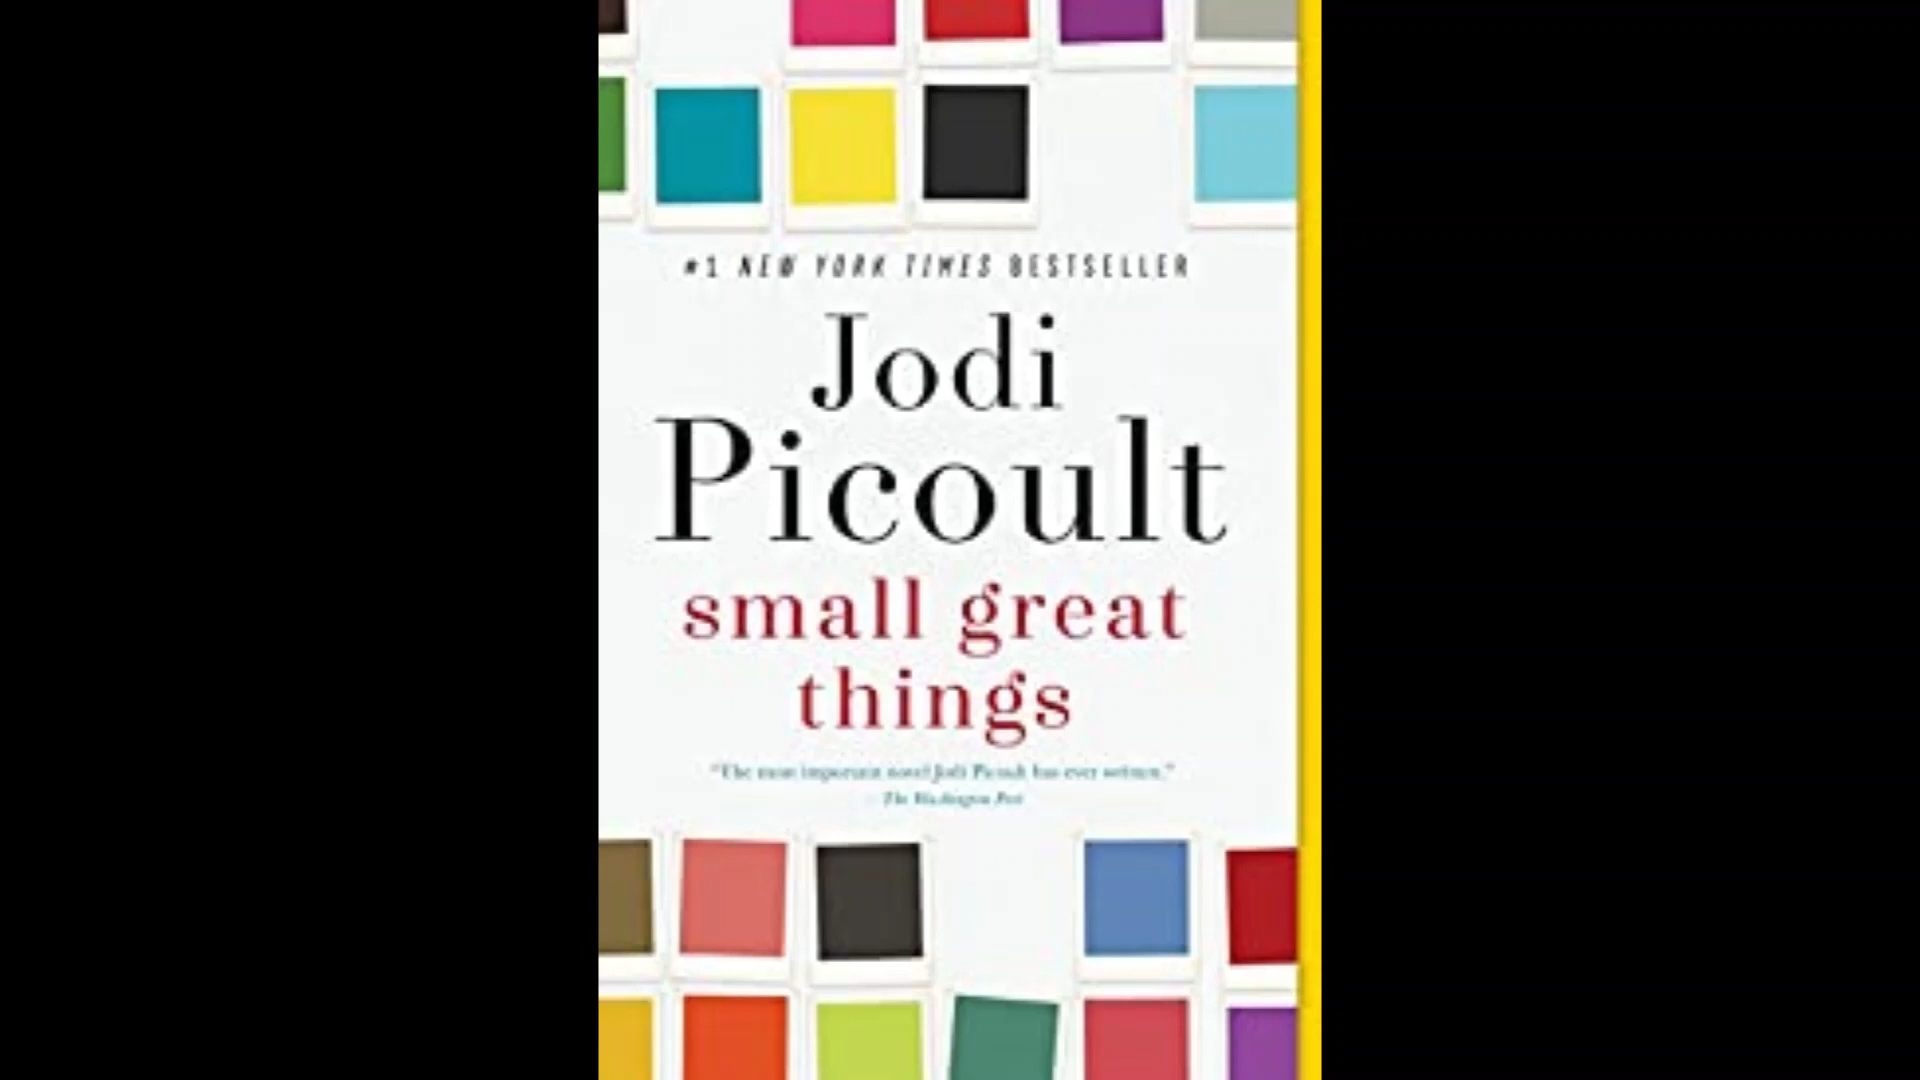 #1 NEW YORK TIMES BESTSELLER
Jodi
Picoult
small great
things
"The most important novel Jodi Picoult has ever written."
—The Washington Post